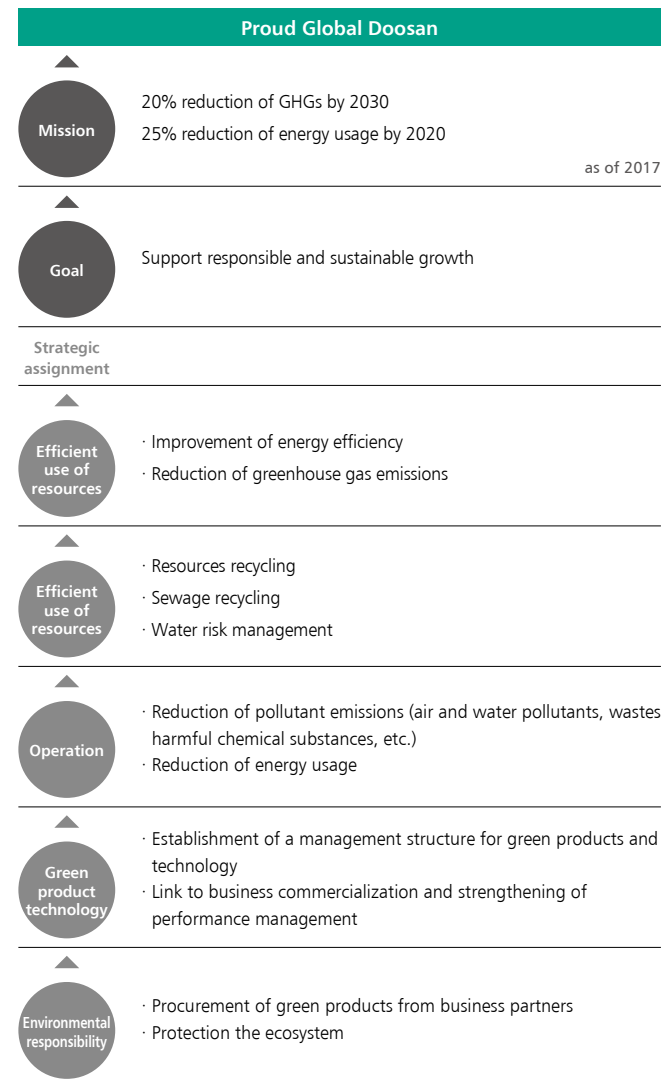 Proud Global Doosan
Mission
20% reduction of GHGs by 2030
25% reduction of energy usage by 2020
as of 2017
Goal
Support responsible and sustainable growth
Strategic
assignment
Efficient
use of
resources
· Improvement of energy efficiency
· Reduction of greenhouse gas emissions
Efficient
use of
resources
· Resources recycling
· Sewage recycling
· Water risk management
Operation
· Reduction of pollutant emissions (air and water pollutants, wastes
harmful chemical substances, etc.)
· Reduction of energy usage
Green
product
technology
· Establishment of a management structure for green products and
technology
· Link to business commercialization and strengthening of
performance management
Environmental
responsibility
· Procurement of green products from business partners
· Protection the ecosystem